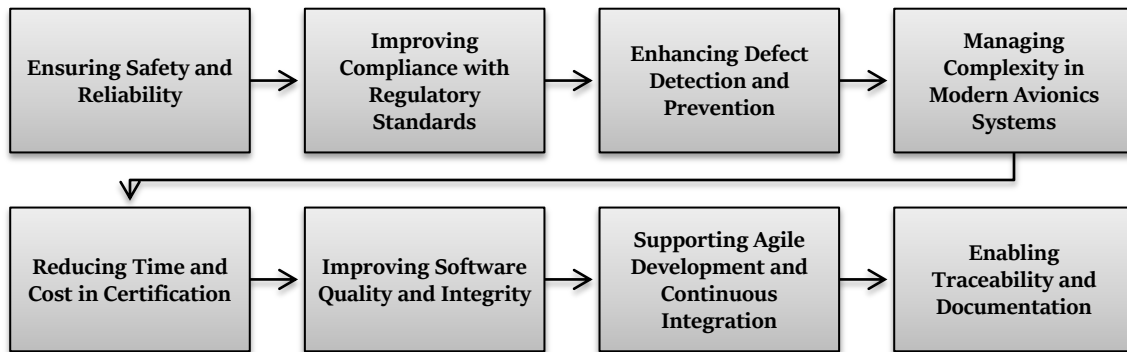 Ensuring Safety and
Reliability
Improving
Compliance with
Regulatory
Standards
Enhancing Defect
Detection and
Prevention
Managing
Complexity in
Modern Avionics
Systems
Reducing Time and
Cost in Certification
Improving Software
Quality and Integrity
Supporting Agile
Development and
Continuous
Integration
Enabling
Traceability and
Documentation